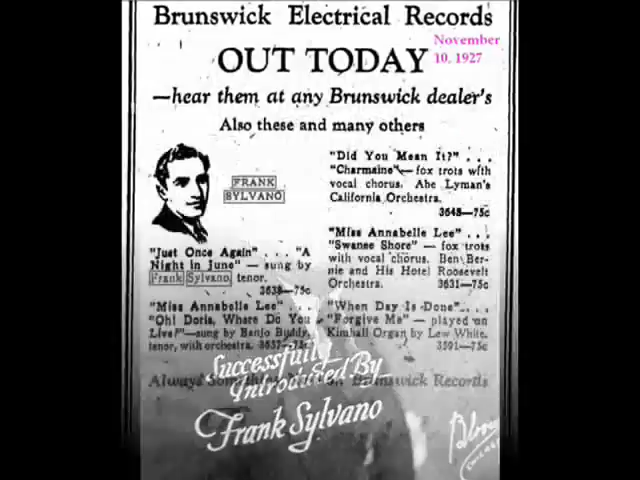 Brunswick Electrical Records
OUT TODAY
November
10, 1927
—hear them at any Brunswick dealer's
Also these and many others
FRANK
SYLVANO
"Just Once Again" . . . "A
Night in June" — sung by
Frank Sylvano, tenor.
3638—75c
"Miss Annabelle Lee" . . .
"Oh! Doris, Where Do You
Live?"—sung by Banjo Buddy,
tenor, with orchestra. 3657—75c
"Did You Mean It?" . . .
"Charmaine"— fox trots with
vocal chorus. Abe Lyman's
California Orchestra.
3648—75c
"Miss Annabelle Lee" . . .
"Swanee Shore" — fox trots
with vocal chorus. Ben Ber-
nie and His Hotel Roosevelt
Orchestra. 3631—75c
"When Day Is Done" . . .
"Forgive Me" — played on
Kimball Organ by Lew White.
3591—75c
Always Something New on Brunswick Records
Successfully
Introduced By
Frank Sylvano
Bloom
CHICAGO